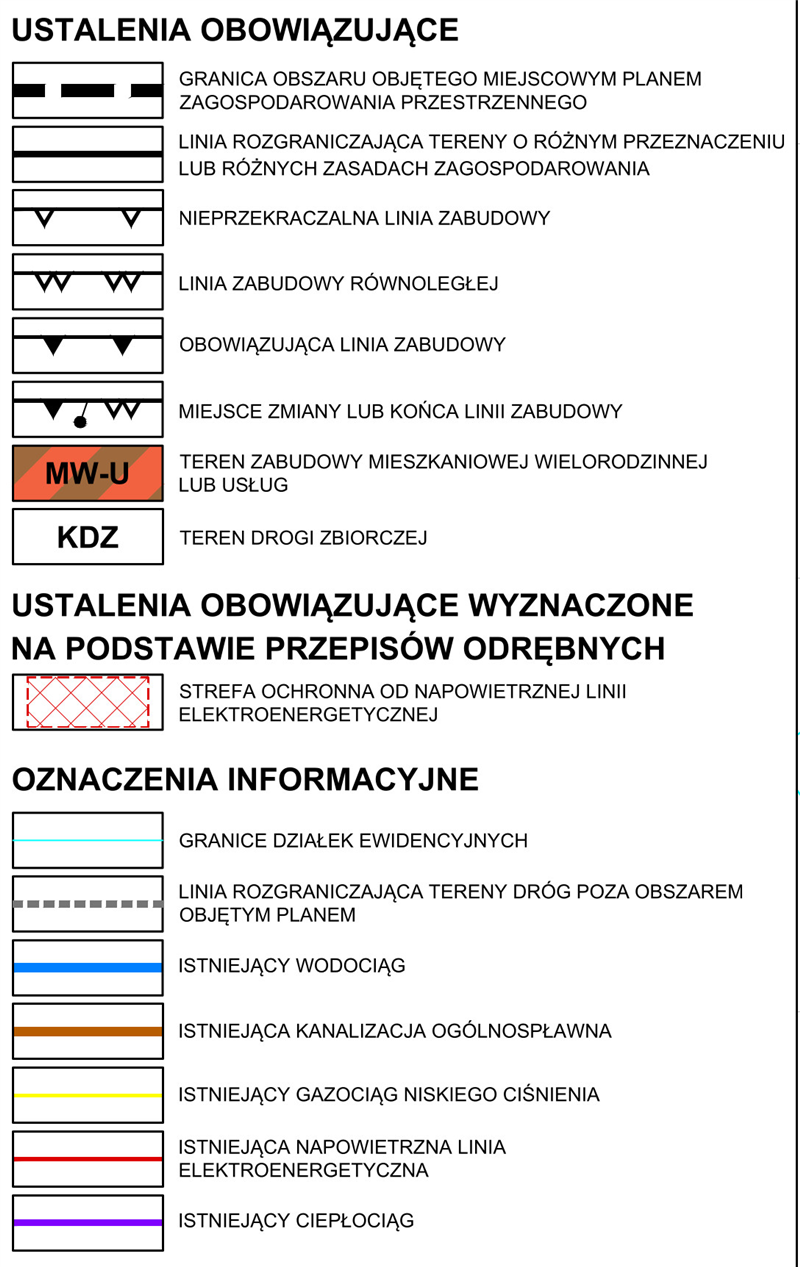 USTALENIA OBOWIĄZUJĄCE
GRANICA OBSZARU OBJĘTEGO MIEJSCOWYM PLANEM
ZAGOSPODAROWANIA PRZESTRZENNEGO
LINIA ROZGRANICZAJĄCA TERENY O RÓŻNYM PRZEZNACZENIU
LUB RÓŻNYCH ZASADACH ZAGOSPODAROWANIA
NIEPRZEKRACZALNA LINIA ZABUDOWY
LINIA ZABUDOWY RÓWNOLEGŁEJ
OBOWIĄZUJĄCA LINIA ZABUDOWY
MIEJSCE ZMIANY LUB KOŃCA LINII ZABUDOWY
MW-U
TEREN ZABUDOWY MIESZKANIOWEJ WIELORODZINNEJ
LUB USŁUG
KDZ
TEREN DROGI ZBIORCZEJ
USTALENIA OBOWIĄZUJĄCE WYZNACZONE
NA PODSTAWIE PRZEPISÓW ODRĘBNYCH
STREFA OCHRONNA OD NAPOWIETRZNEJ LINII
ELEKTROENERGETYCZNEJ
OZNACZENIA INFORMACYJNE
GRANICE DZIAŁEK EWIDENCYJNYCH
LINIA ROZGRANICZAJĄCA TERENY DRÓG POZA OBSZAREM
OBJĘTYM PLANEM
ISTNIEJĄCY WODOCIĄG
ISTNIEJĄCA KANALIZACJA OGÓLNOSPŁAWNA
ISTNIEJĄCY GAZOCIĄG NISKIEGO CIŚNIENIA
ISTNIEJĄCA NAPOWIETRZNA LINIA
ELEKTROENERGETYCZNA
ISTNIEJĄCY CIEPŁOCIĄG